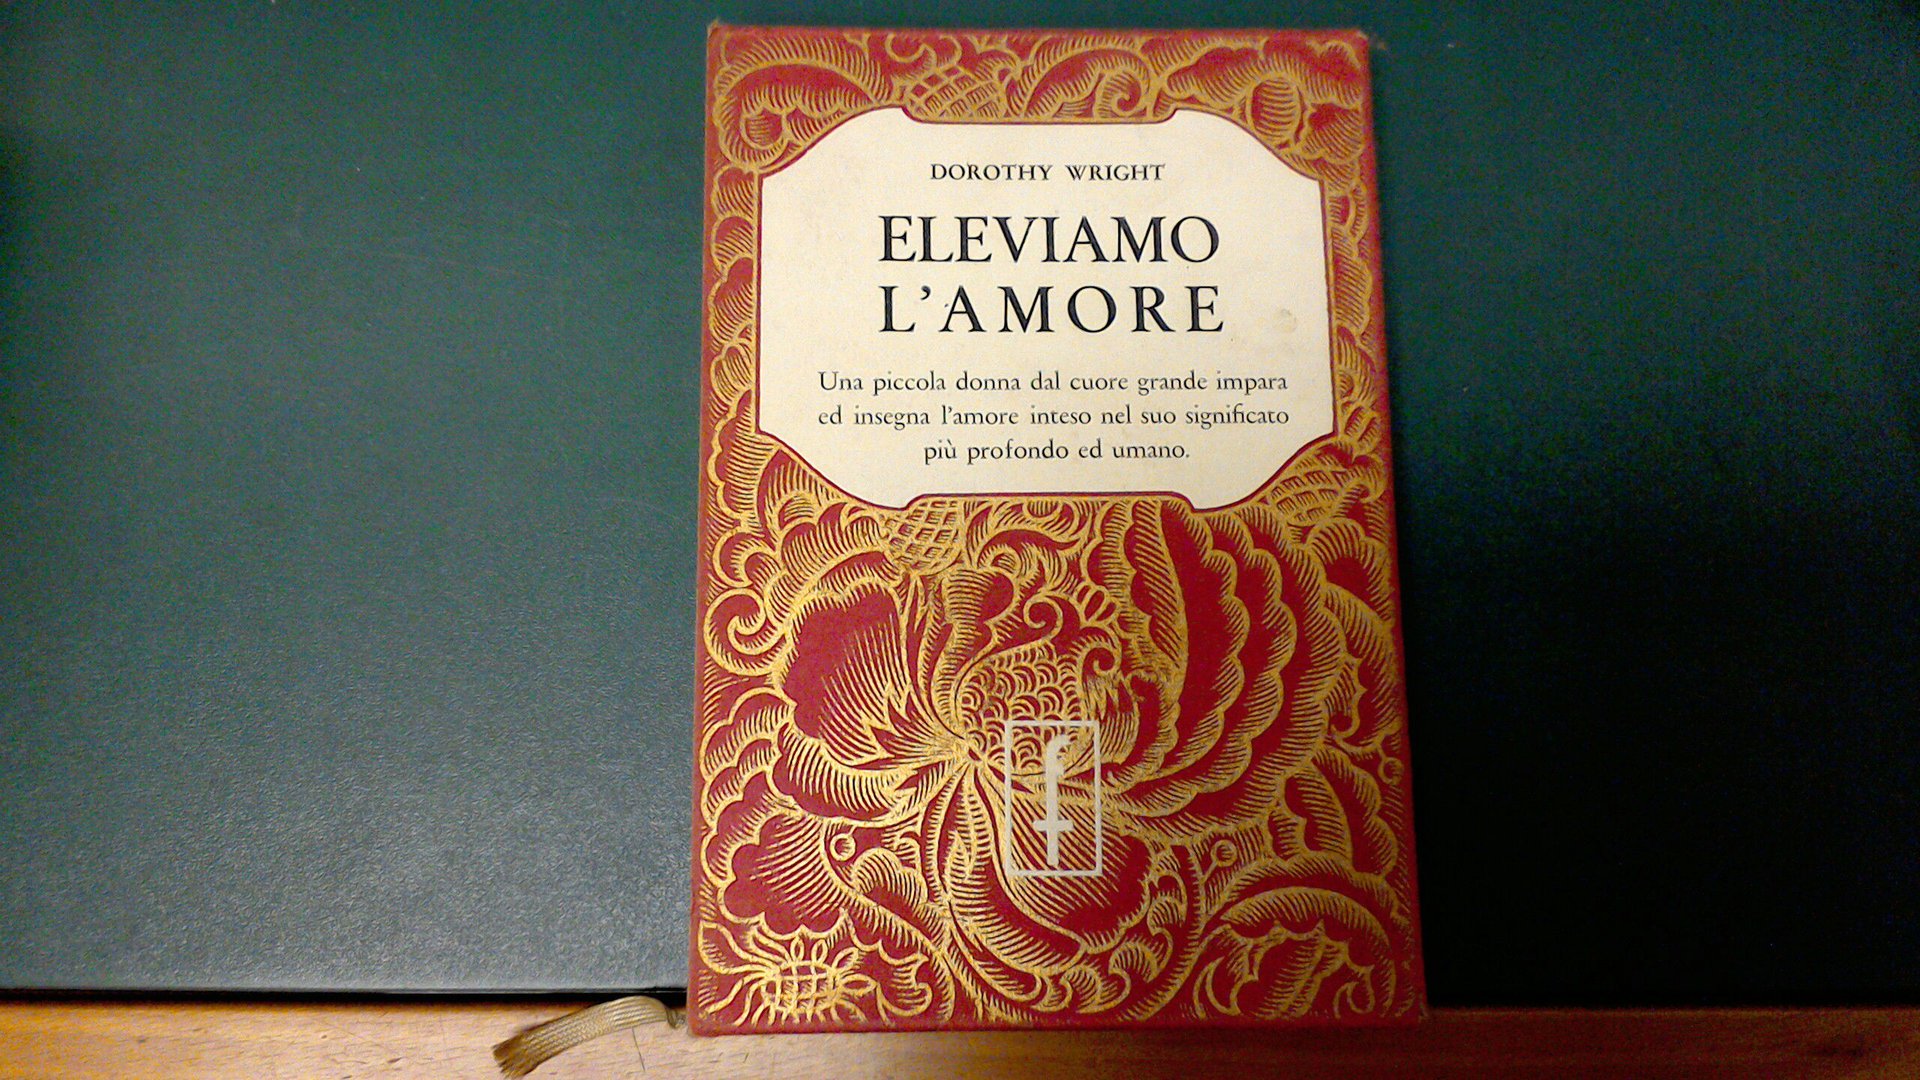 DOROTHY WRIGHT
ELEVIAMO
L'AMORE
Una piccola donna dal cuore grande impara
ed insegna l'amore inteso nel suo significato
più profondo ed umano.
f